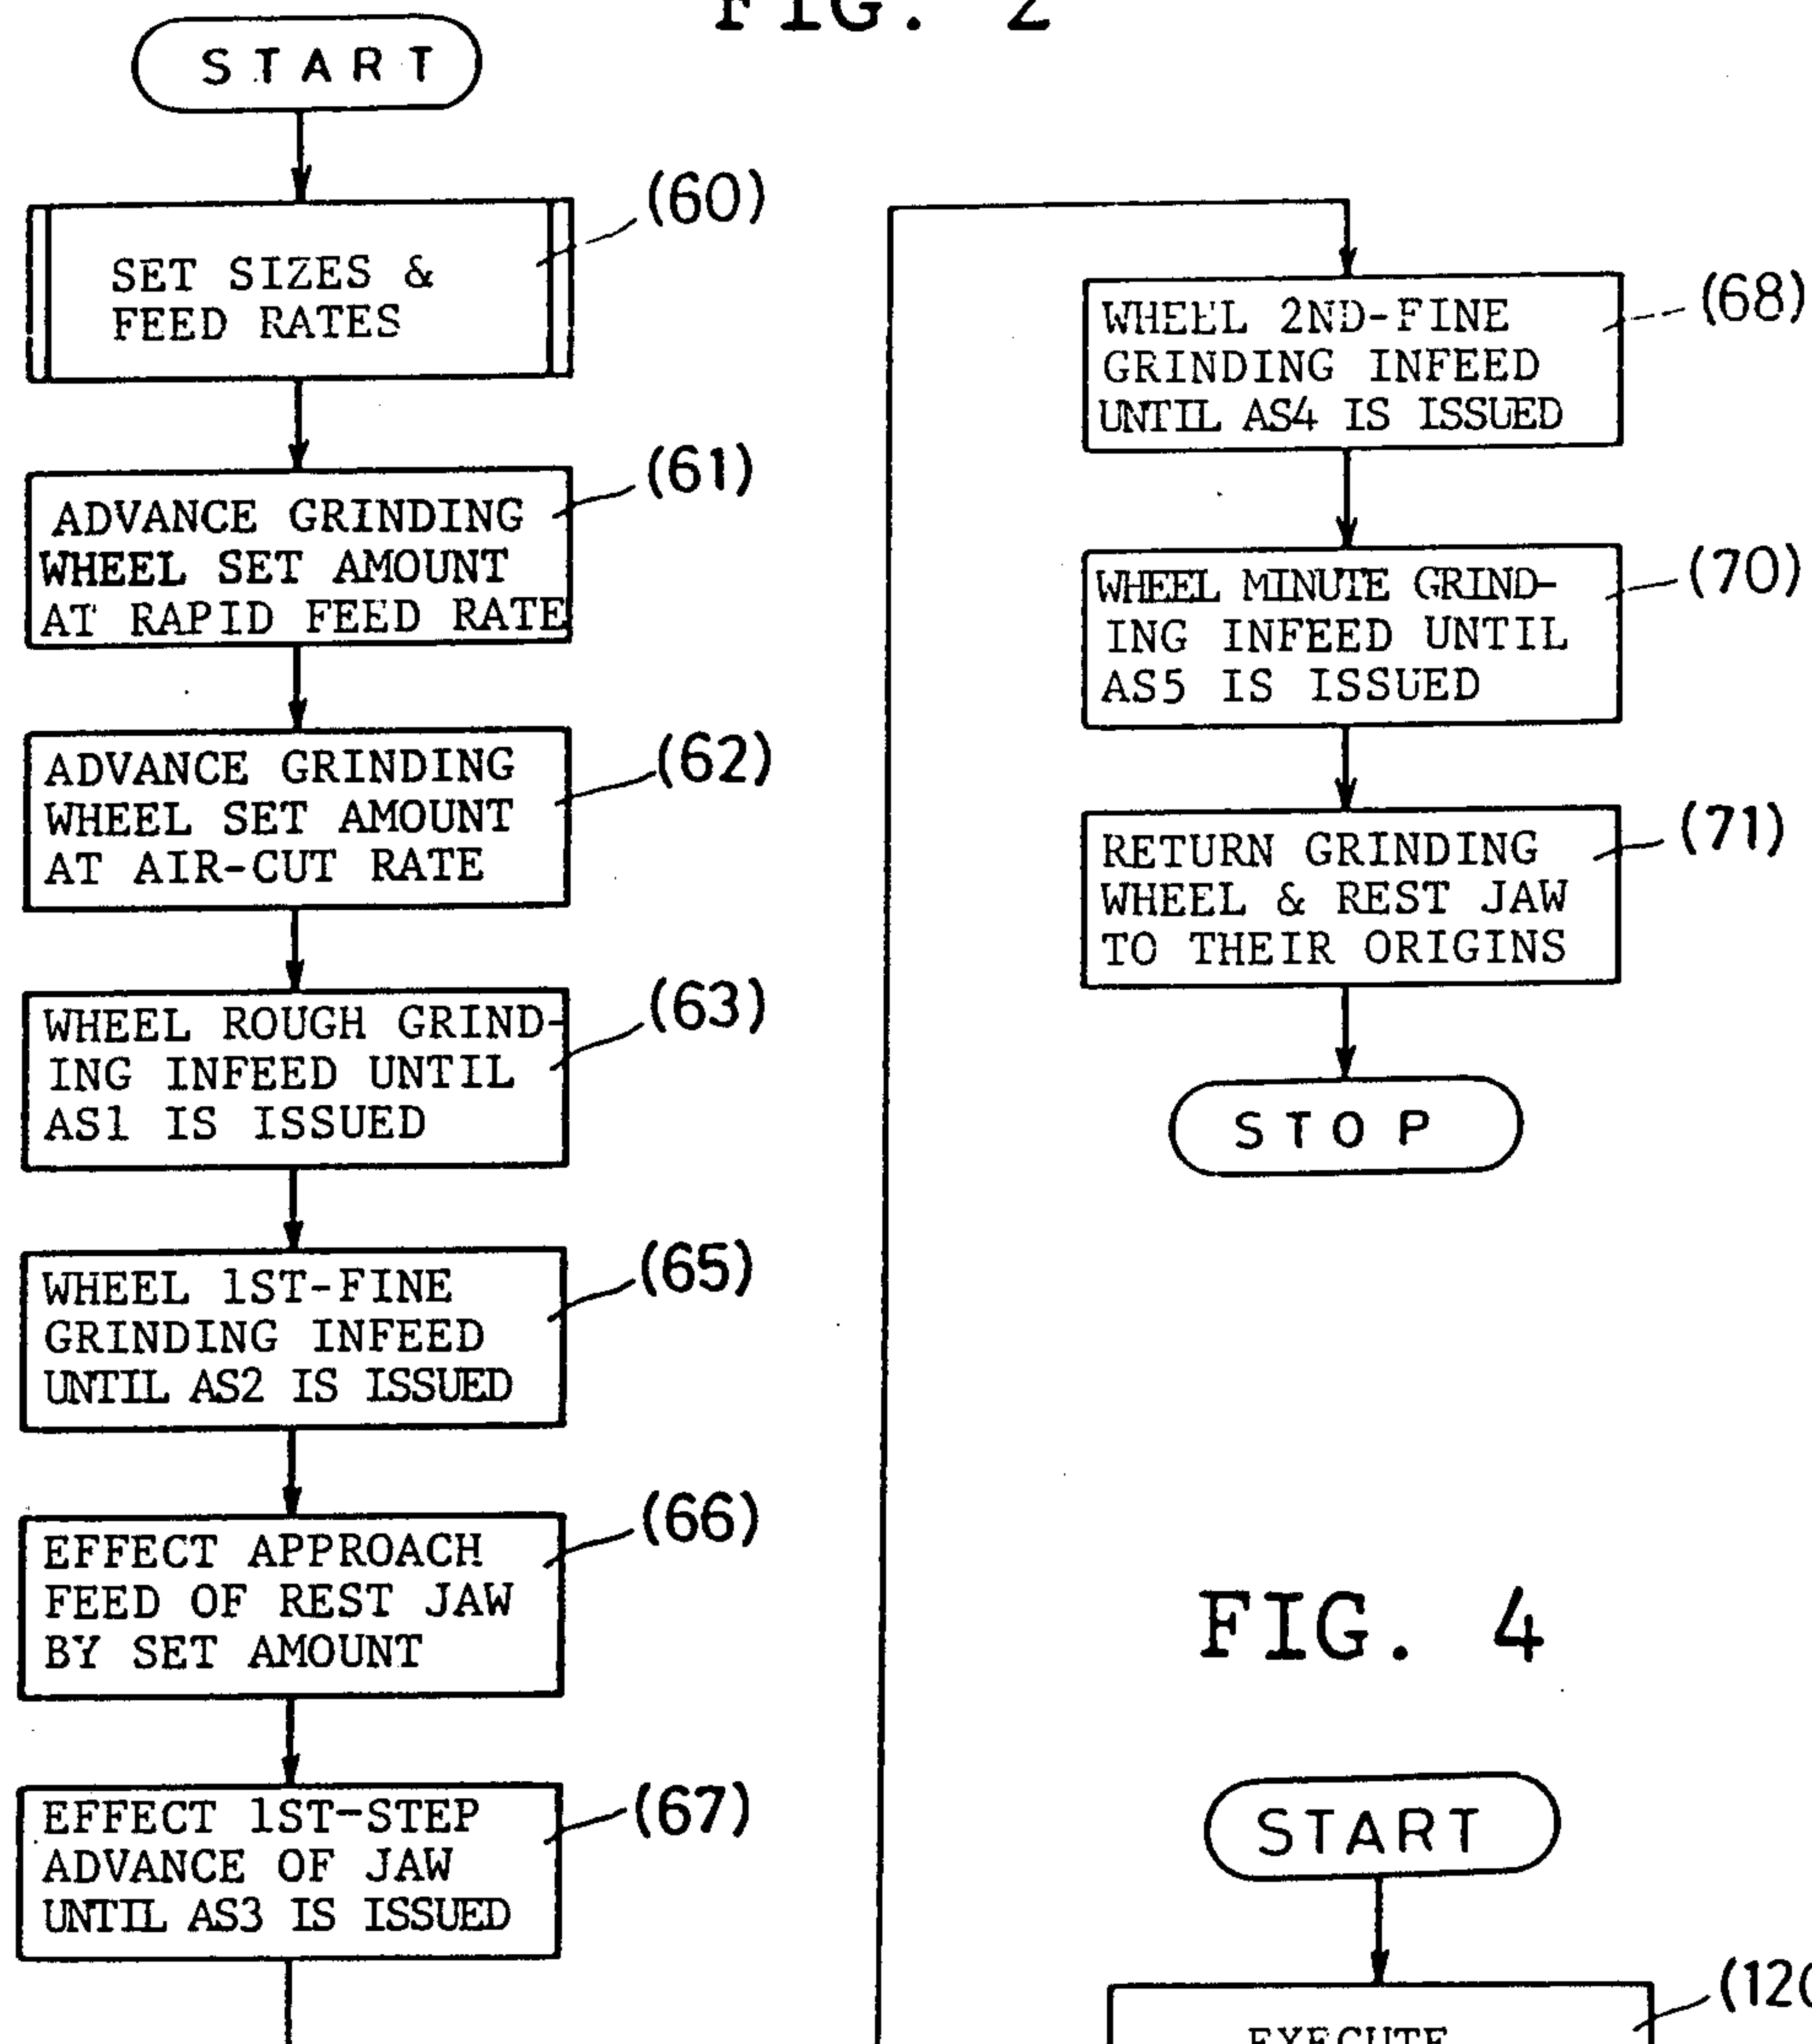 FIG. 2
START
(60)
SET SIZES &
FEED RATES
(61)
ADVANCE GRINDING
WHEEL SET AMOUNT
AT RAPID FEED RATE
(62)
ADVANCE GRINDING
WHEEL SET AMOUNT
AT AIR-CUT RATE
(63)
WHEEL ROUGH GRIND-
ING INFEED UNTIL
AS1 IS ISSUED
(65)
WHEEL 1ST-FINE
GRINDING INFEED
UNTIL AS2 IS ISSUED
(66)
EFFECT APPROACH
FEED OF REST JAW
BY SET AMOUNT
(67)
EFFECT 1ST-STEP
ADVANCE OF JAW
UNTIL AS3 IS ISSUED
(68)
WHEEL 2ND-FINE
GRINDING INFEED
UNTIL AS4 IS ISSUED
(70)
WHEEL MINUTE GRIND-
ING INFEED UNTIL
AS5 IS ISSUED
(71)
RETURN GRINDING
WHEEL & REST JAW
TO THEIR ORIGINS
STOP
FIG. 4
START
EXECUTE